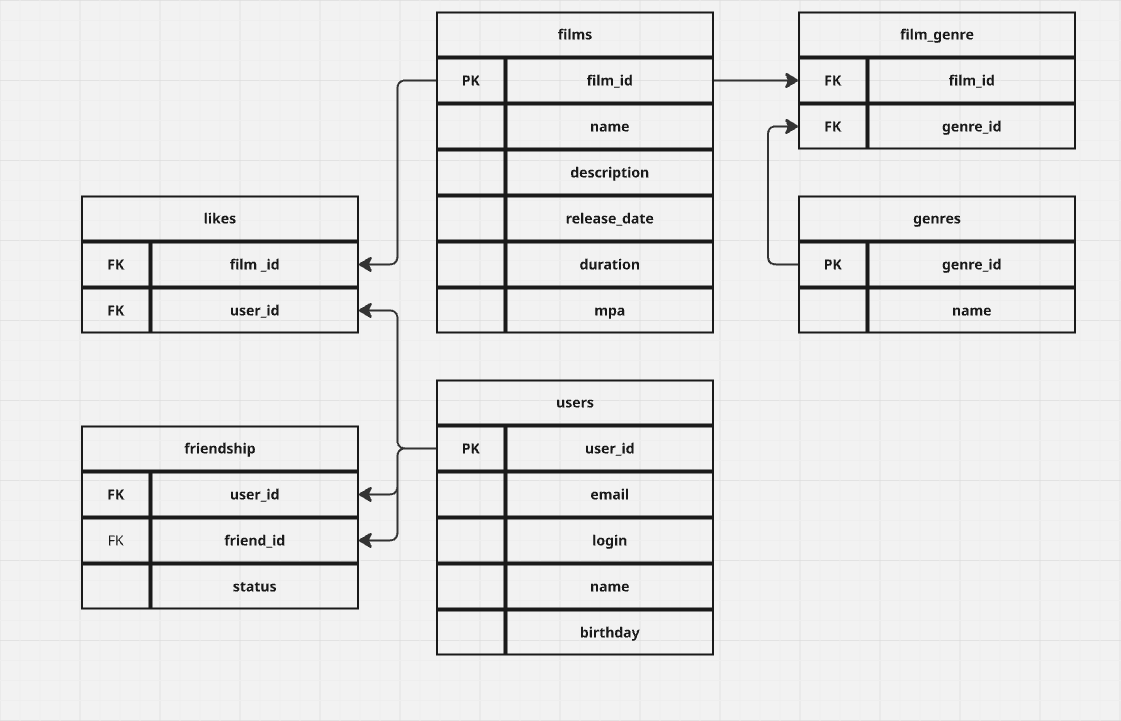 films
PK film_id
name
description
release_date
duration
mpa
film_genre
FK film_id
FK genre_id
genres
PK genre_id
name
likes
FK film _id
FK user_id
friendship
FK user_id
FK friend_id
status
users
PK user_id
email
login
name
birthday